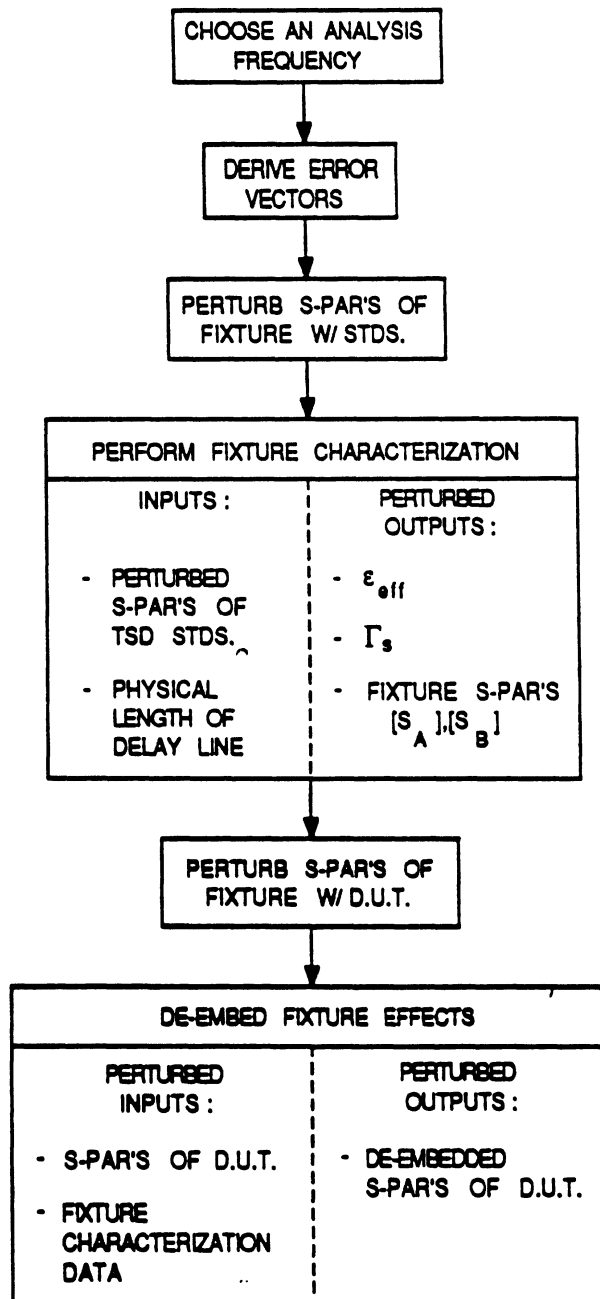 CHOOSE AN ANALYSIS
FREQUENCY
DERIVE ERROR
VECTORS
PERTURB S-PAR'S OF
FIXTURE W/ STDS.
PERFORM FIXTURE CHARACTERIZATION
INPUTS :
- PERTURBED
S-PAR'S OF
TSD STDS.
- PHYSICAL
LENGTH OF
DELAY LINE
PERTURBED
OUTPUTS :
- ε eff
- Γs
- FIXTURE S-PAR'S
[S A ],[S B ]
PERTURB S-PAR'S OF
FIXTURE W/ D.U.T.
DE-EMBED FIXTURE EFFECTS
PERTURBED
INPUTS :
- S-PAR'S OF D.U.T.
- FIXTURE
CHARACTERIZATION
DATA
PERTURBED
OUTPUTS :
- DE-EMBEDDED
S-PAR'S OF D.U.T.